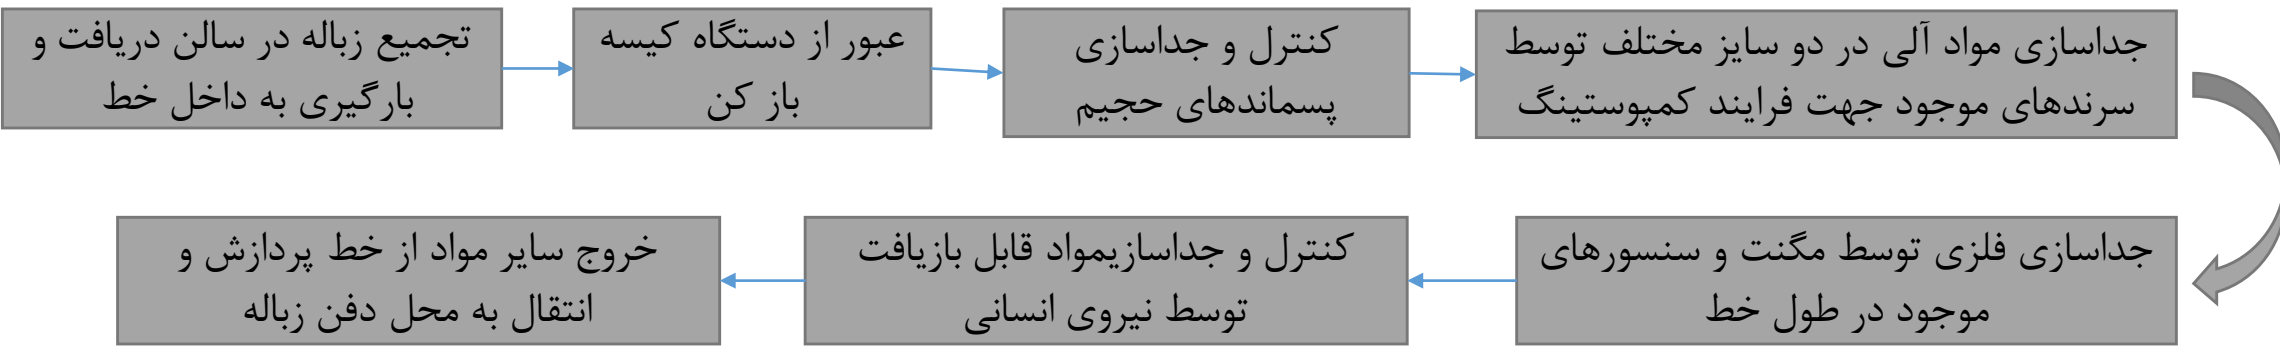 تجمیع زباله در سالن دریافت و
بارگیری به داخل خط
عبور از دستگاه کیسه
باز کن
کنترل و جداسازی
پسماندهای حجیم
جداسازی مواد آلی در دو سایز مختلف توسط
سرندهای موجود جهت فرایند کمپوستینگ
جداسازی فلزی توسط مگنت و سنسورهای
موجود در طول خط
کنترل و جداسازیمواد قابل بازیافت
توسط نیروی انسانی
خروج سایر مواد از خط پردازش و
انتقال به محل دفن زباله